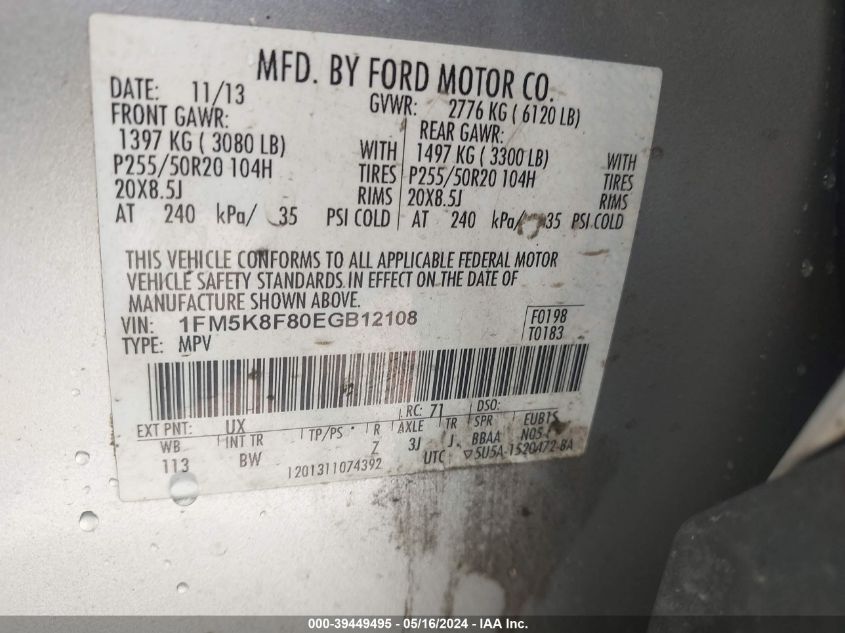 MFD. BY FORD MOTOR CO.
DATE: 11/13 GVWR: 2776 KG ( 6120 LB)
FRONT GAWR: REAR GAWR:
1397 KG ( 3080 LB) WITH 1497 KG ( 3300 LB) WITH
P255/50R20 104H TIRES P255/50R20 104H TIRES
20X8.5J RIMS 20X8.5J RIMS
AT 240 kPa/ 35 PSI COLD AT 240 kPa/ 35 PSI COLD
THIS VEHICLE CONFORMS TO ALL APPLICABLE FEDERAL MOTOR
VEHICLE SAFETY STANDARDS IN EFFECT ON THE DATE OF
MANUFACTURE SHOWN ABOVE.
VIN: 1FM5K8F80EGB12108 F0198
TYPE: MPV T0183
RC: 71 DSO:
EXT PNT: UX EUB15
WB INT TR TP/PS R AXLE TR SPR N05
113 BW Z 3J J BBAA
1201311074392 UTC ▽5U5A-1520472-BA
000-39449495 - 05/16/2024 - IAAI Inc.